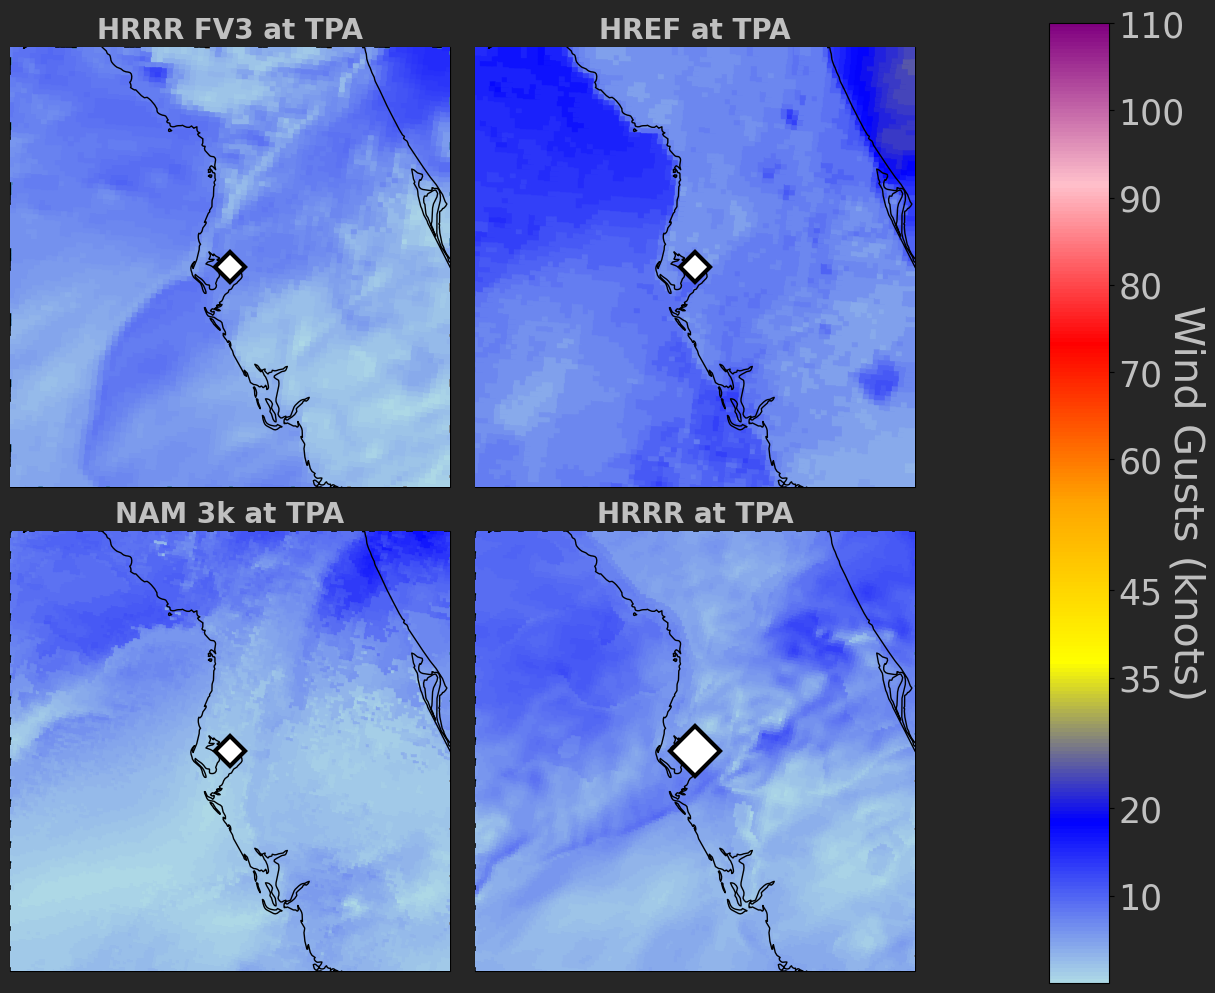 HRRR FV3 at TPA
HREF at TPA
NAM 3k at TPA
HRRR at TPA
110
100
90
80
70
60
45
35
20
10
Wind Gusts (knots)